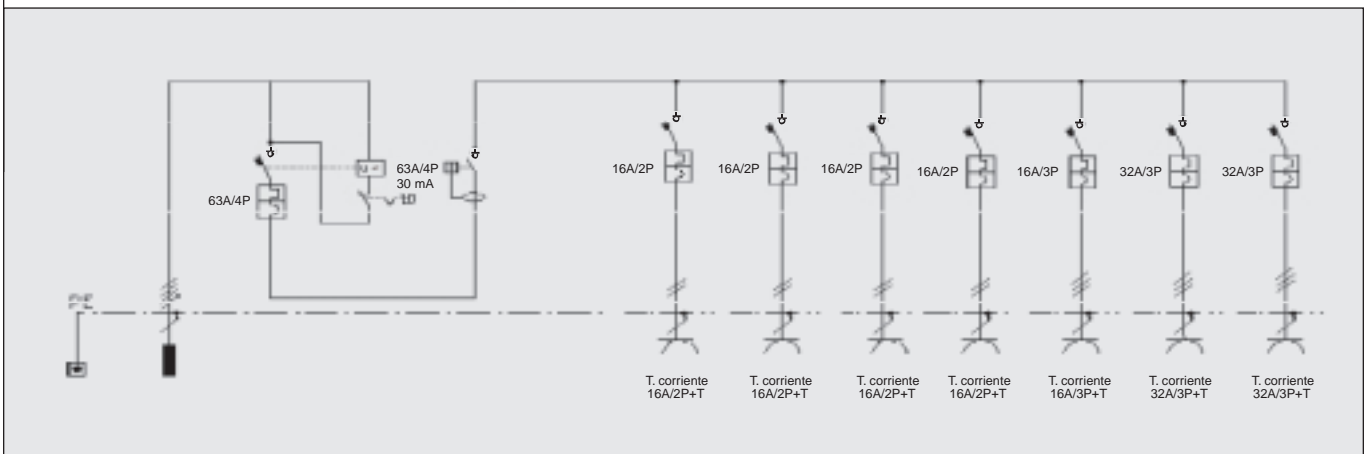 63A/4P
63A/4P
30 mA
16A/2P
16A/2P
16A/2P
16A/2P
16A/3P
32A/3P
32A/3P
PE
T. corriente
16A/2P+T
T. corriente
16A/2P+T
T. corriente
16A/2P+T
T. corriente
16A/2P+T
T. corriente
16A/3P+T
T. corriente
32A/3P+T
T. corriente
32A/3P+T